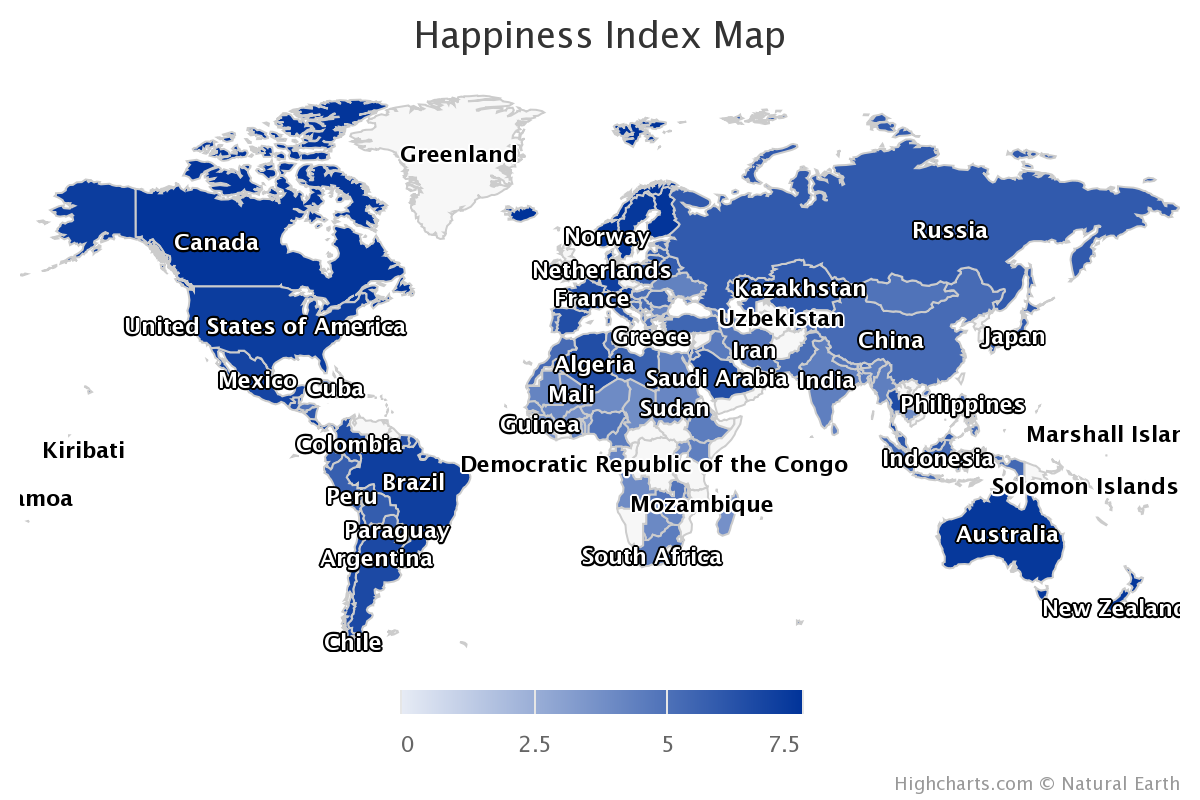 Happiness Index Map
Greenland
Norway
Russia
Canada
Netherlands
Kazakhstan
France
Uzbekistan
United States of America
Greece
China
Japan
Iran
Algeria
Mexico
Cuba
Saudi Arabia
India
Mali
Sudan
Philippines
Guinea
Marshall Islar
Colombia
Kiribati
Indonesia
Democratic Republic of the Congo
Brazil
Solomon Islands
Peru
amoa
Mozambique
Paraguay
Australia
Argentina
South Africa
New Zealand
Chile
0 2.5 5 7.5
Highcharts.com © Natural Earth